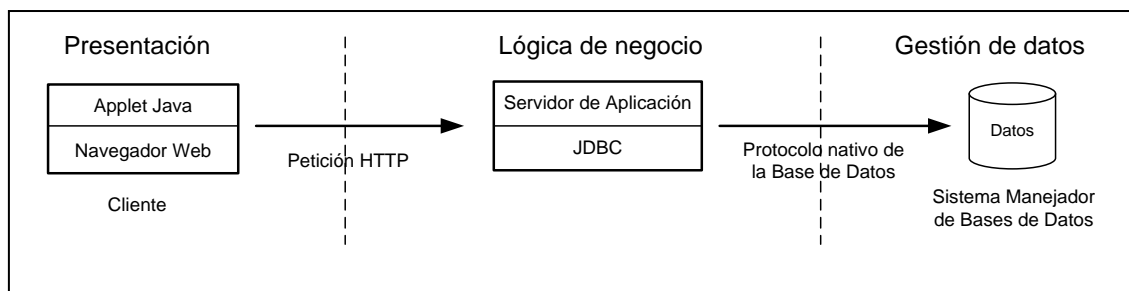 Presentación
Lógica de negocio
Gestión de datos
Applet Java
Navegador Web
Cliente
Petición HTTP
Servidor de Aplicación
JDBC
Protocolo nativo de
la Base de Datos
Datos
Sistema Manejador
de Bases de Datos